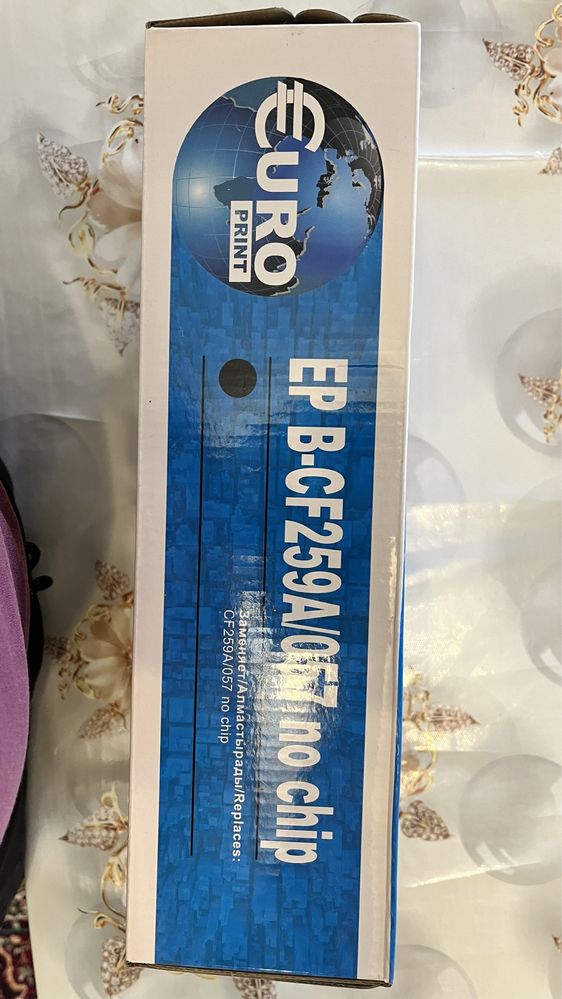 EURO
PRINT
EP B-CF259A/057 no chip
Заменяет/Алмастырады/Replaces:
CF259A/057 no chip